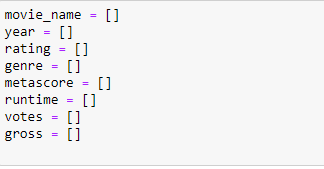 movie_name = []
year = []
rating = []
genre = []
metascore = []
runtime = []
votes = []
gross = []